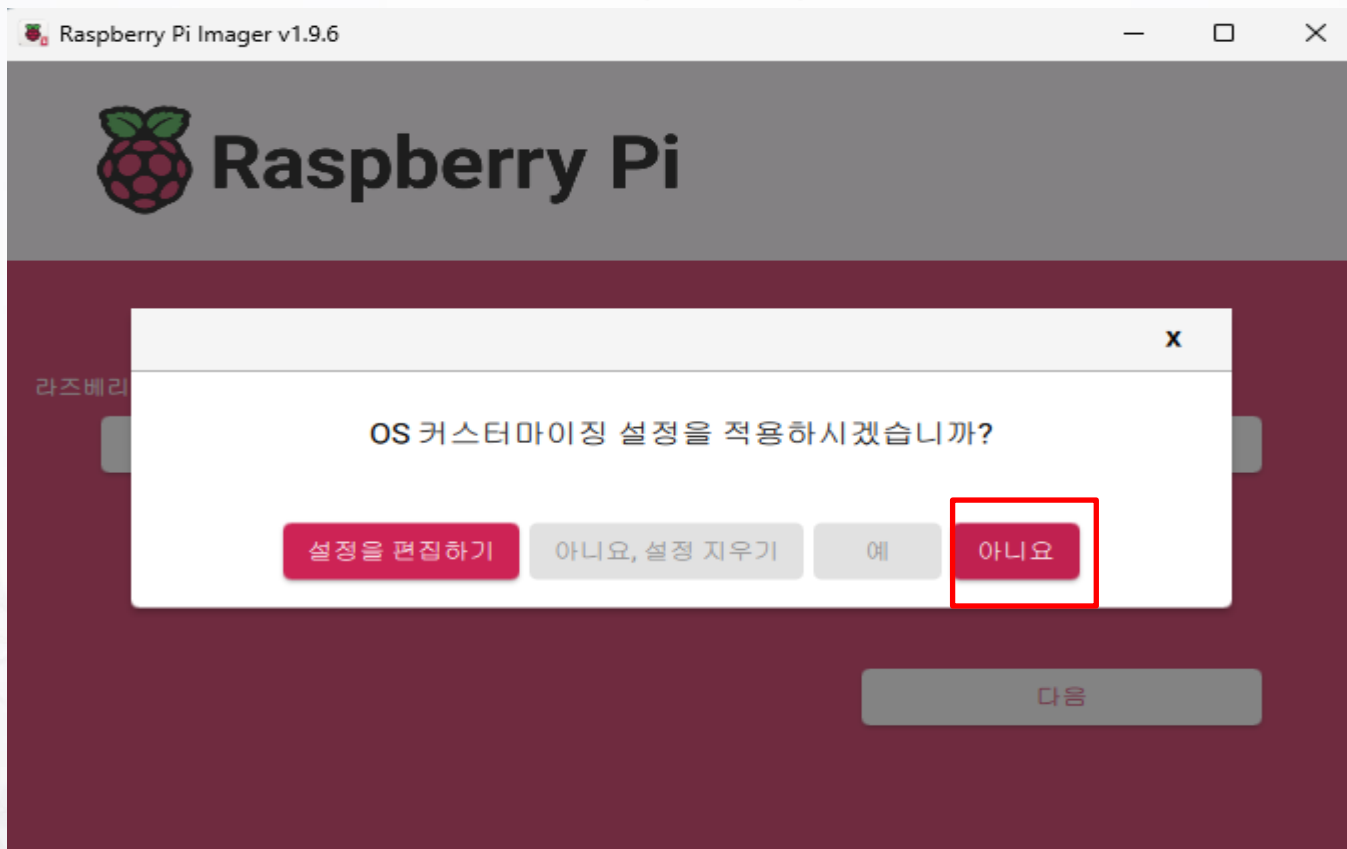 Raspberry Pi Imager v1.9.6
Raspberry Pi
x
라즈베리
OS 커스터마이징 설정을 적용하시겠습니까?
설정을 편집하기 아니요, 설정 지우기 예 아니요
다음